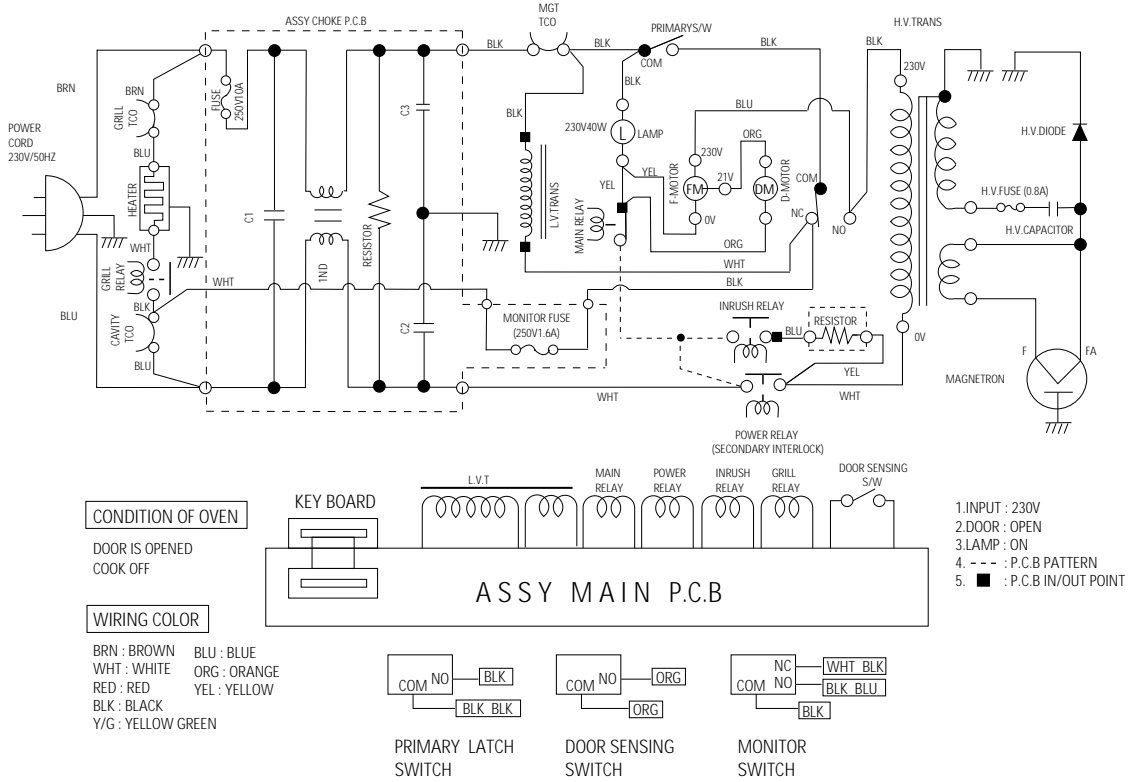 ASSY CHOKE P.C.B
MGT
TCO
PRIMARYS/W
H.V.TRANS
BLK
BLK
COM
BLK
BLK
230V
BRN
BRN
GRILL
TCO
FUSE
250V10A
C3
BLK
BLK
BLU
POWER
CORD
230V/50HZ
230V40W
L
LAMP
ORG
H.V.DIODE
BLU
HEATER
YEL
230V
21V
FM
DM
F-MOTOR
D-MOTOR
0V
COM
YEL
NC
NO
H.V.FUSE (0.8A)
C1
RESISTOR
L.V.TRANS
MAIN RELAY
H.V.CAPACITOR
WHT
ORG
GRILL
RELAY
1ND
WHT
WHT
BLK
BLK
BLU
CAVITY
TCO
BLU
C2
MONITOR FUSE
(250V1.6A)
INRUSH RELAY
BLU
RESISTOR
0V
YEL
WHT
WHT
F
FA
MAGNETRON
POWER RELAY
(SECONDARY INTERLOCK)
CONDITION OF OVEN
DOOR IS OPENED
COOK OFF
KEY BOARD
L.V.T
MAIN
RELAY
POWER
RELAY
INRUSH
RELAY
GRILL
RELAY
DOOR SENSING
S/W
ASSY MAIN P.C.B
1.INPUT : 230V
2.DOOR : OPEN
3.LAMP : ON
4. ---- : P.C.B PATTERN
5. ■ : P.C.B IN/OUT POINT
WIRING COLOR
BRN : BROWN BLU : BLUE
WHT : WHITE ORG : ORANGE
RED : RED YEL : YELLOW
BLK : BLACK
Y/G : YELLOW GREEN
COM NO BLK
BLK BLK
PRIMARY LATCH
SWITCH
COM NO ORG
ORG
DOOR SENSING
SWITCH
NC WHT BLK
COM NO BLK BLU
BLK
MONITOR
SWITCH